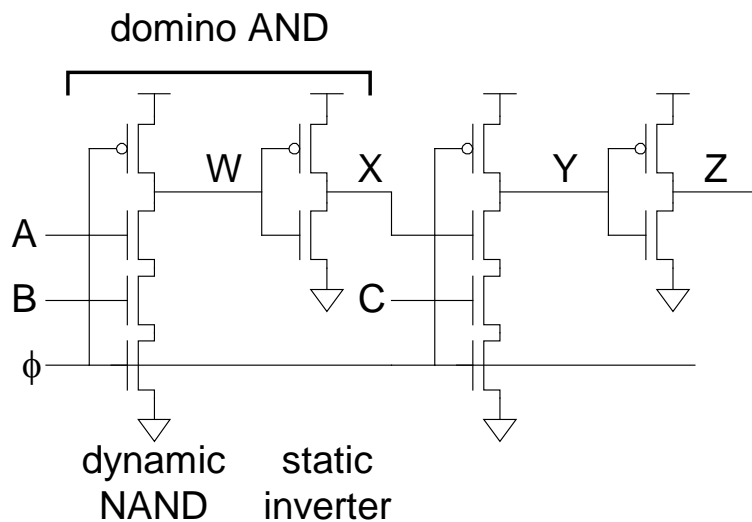 domino AND
W
X
Y
Z
A
B
C
ϕ
dynamic
NAND
static
inverter